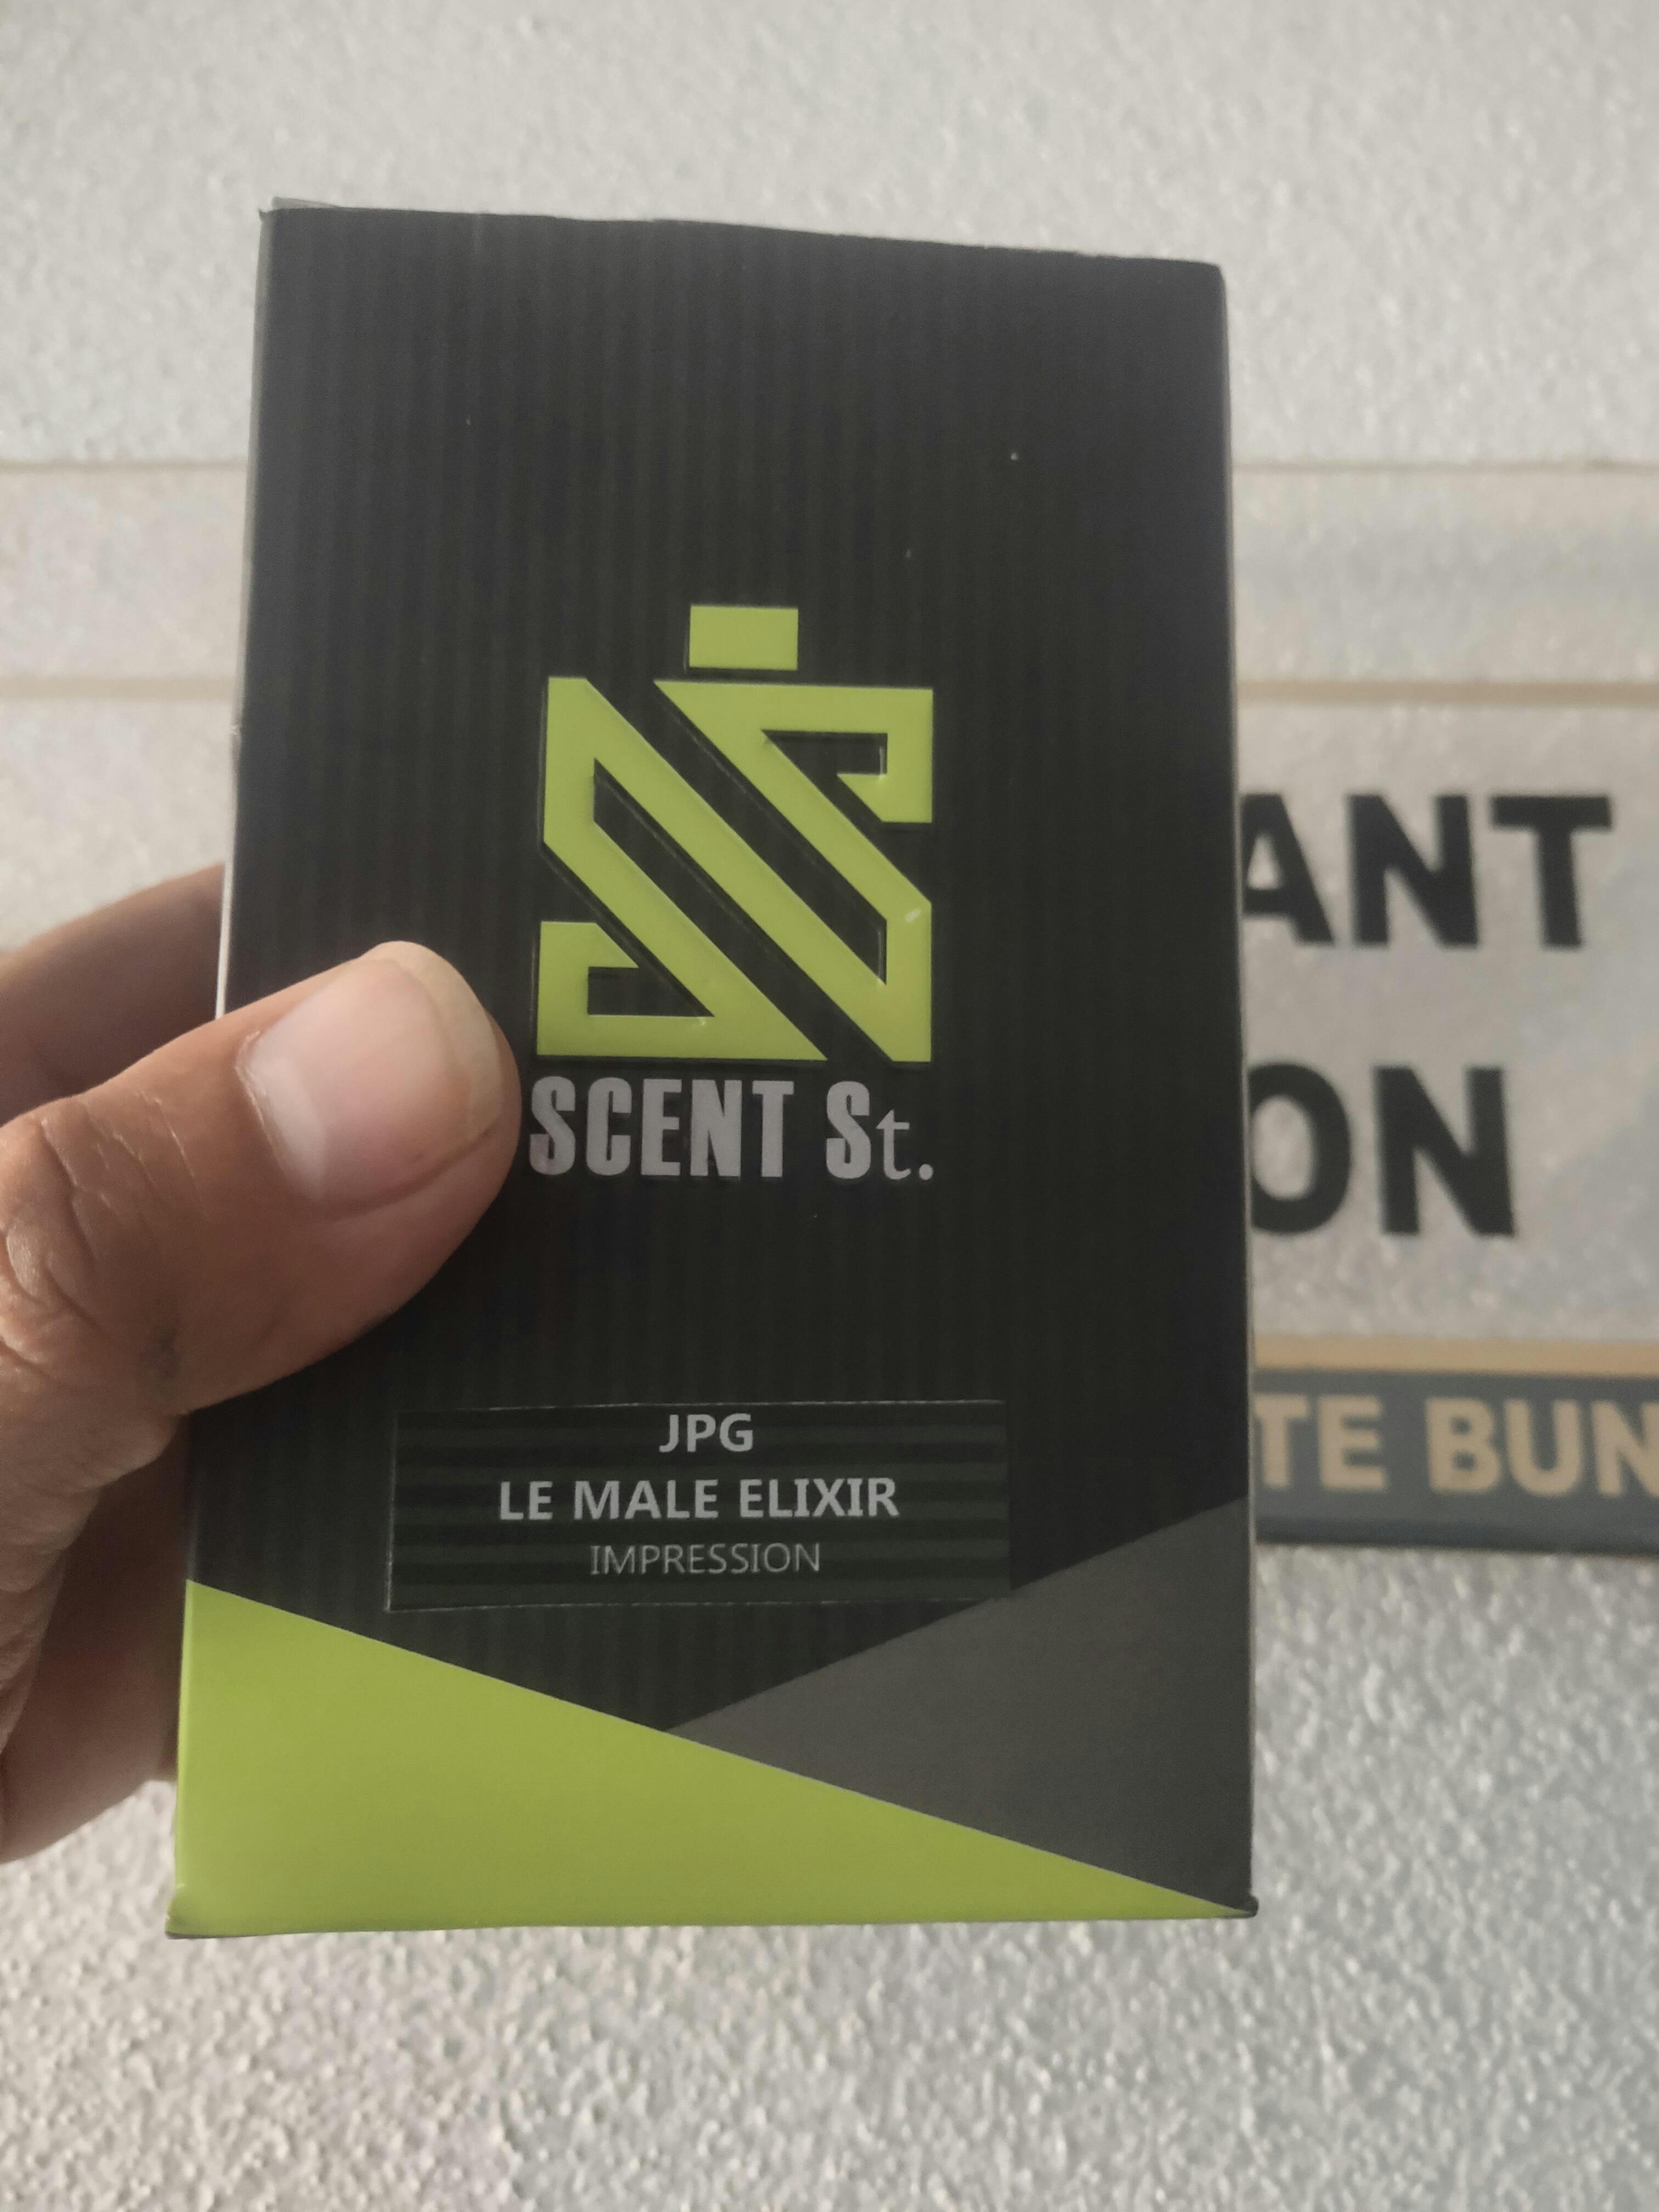 SCENT St.
JPG
LE MALE ELIXIR
IMPRESSION
ANT
ON
TE BUN